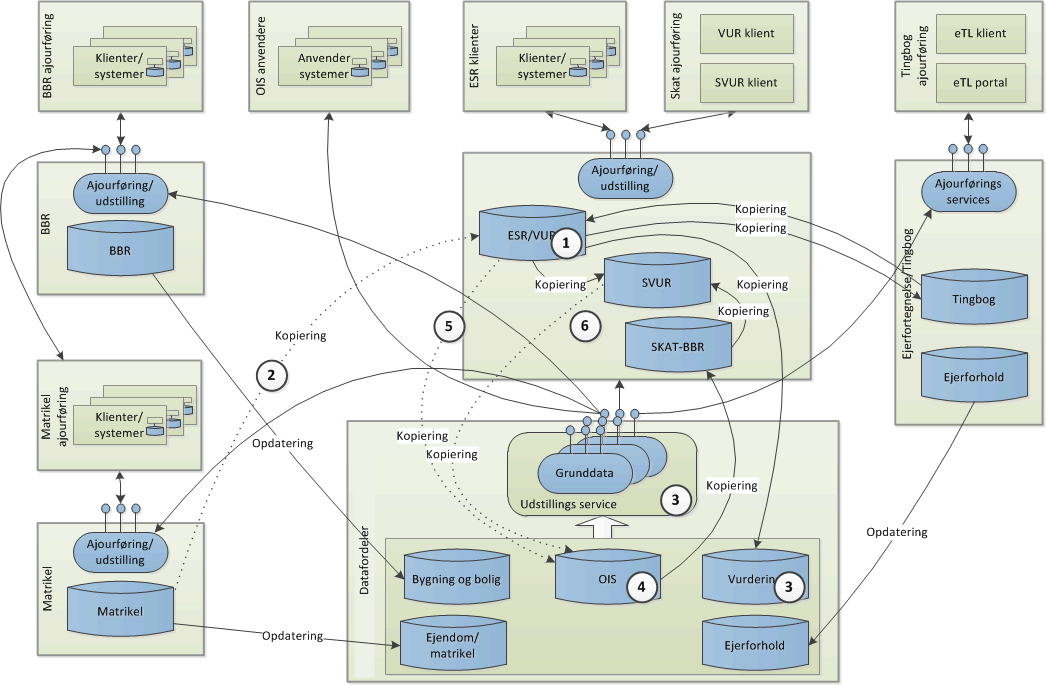 BBR ajourføring
Klienter/
systemer
OIS anvendere
Anvender
systemer
ESR klienter
Klienter/
systemer
Skat ajourføring
VUR klient
SVUR klient
Tingbog
ajourføring
eTL klient
eTL portal
BBR
Ajourføring/
udstilling
BBR
Ajourføring/
udstilling
ESR/VUR
1
Kopiering
Kopiering
Kopiering
Kopiering
SVUR
Kopiering
SKAT-BBR
Ejerfortegnelse/Tingbog
Ajourførings
services
Tingbog
Ejerforhold
Kopiering
2
5
6
Matrikel
ajourføring
Klienter/
systemer
Opdatering
Kopiering
Kopiering
Kopiering
Opdatering
Matrikel
Ajourføring/
udstilling
Matrikel
Opdatering
Datafordeler
Grunddata
Udstillings service
3
Bygning og bolig
OIS
4
Vurdering
3
Ejendom/
matrikel
Ejerforhold